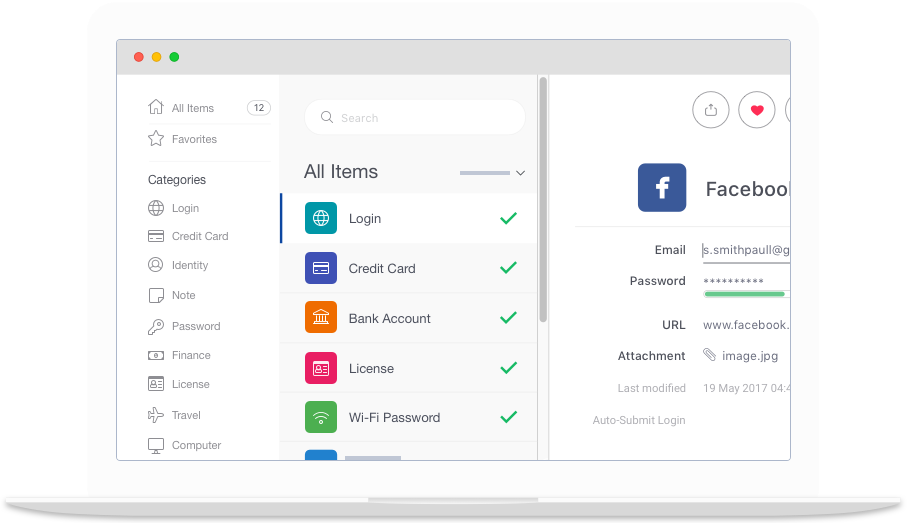 All Items
12
Favorites
Categories
Login
Credit Card
Identity
Note
Password
Finance
License
Travel
Computer
Search
All Items
Login
Credit Card
Bank Account
License
Wi-Fi Password
f
Facebook
Email s.smithpaull@g
Password **********
URL www.facebook.
Attachment image.jpg
Last modified 19 May 2017 04:4
Auto-Submit Login